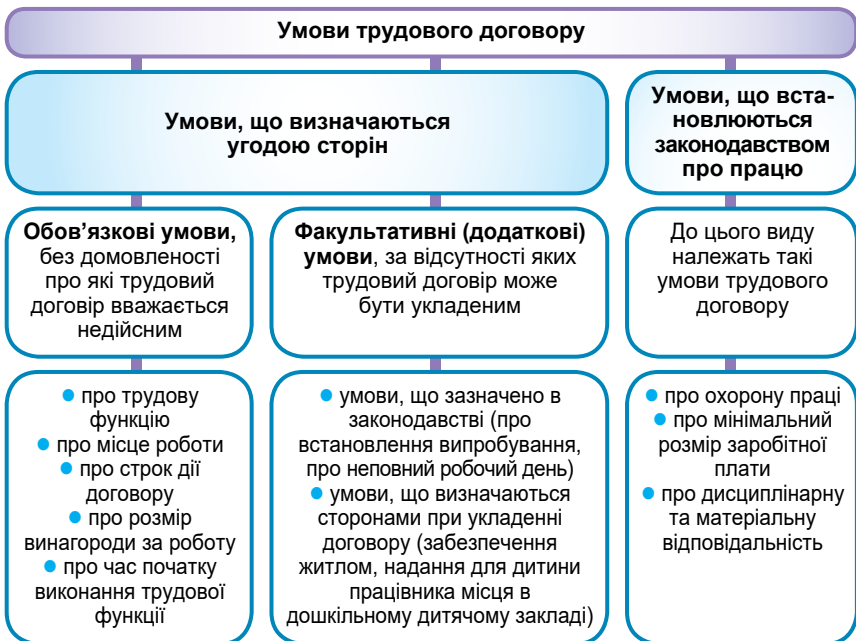 Умови трудового договору
Умови, що визначаються
угодою сторін
Умови, що вста-
новлюються
законодавством
про працю
Обов’язкові умови,
без домовленості
про які трудовий
договір вважається
недійсним
Факультативні (додаткові)
умови, за відсутності яких
трудовий договір може
бути укладеним
До цього виду
належать такі
умови трудового
договору
● про трудову
функцію
● про місце роботи
● про строк дії
договору
● про розмір
винагороди за роботу
● про час початку
виконання трудової
функції
● умови, що зазначено в
законодавстві (про
встановлення випробування,
про неповний робочий день)
● умови, що визначаються
сторонами при укладенні
договору (забезпечення
житлом, надання для дитини
працівника місця в
дошкільному дитячому закладі)
● про охорону праці
● про мінімальний
розмір заробітної
плати
● про дисциплінарну
та матеріальну
відповідальність